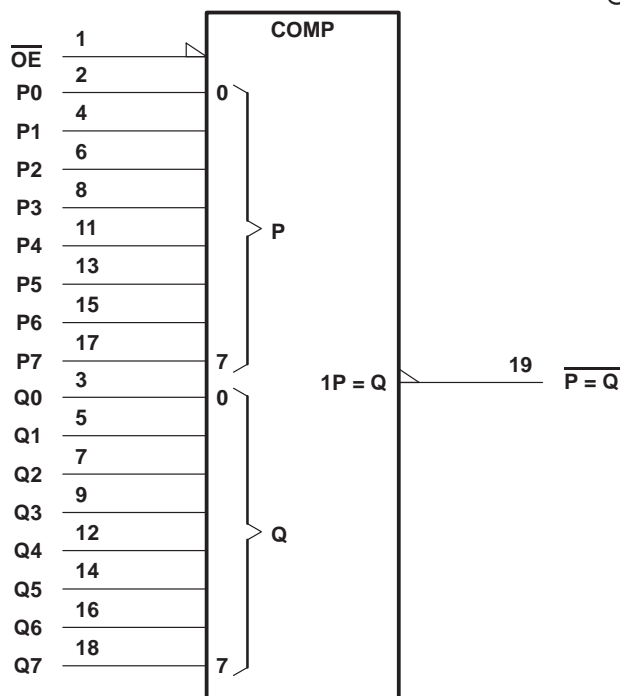 COMP
OE 1
P0 2 0
P1 4
P2 6
P3 8
P4 11
P P5 13
P6 15
P7 17 7
1P = Q 19 P = Q
Q0 3 0
Q1 5
Q2 7
Q3 9
Q4 12
Q
Q5 14
Q6 16
Q7 18 7